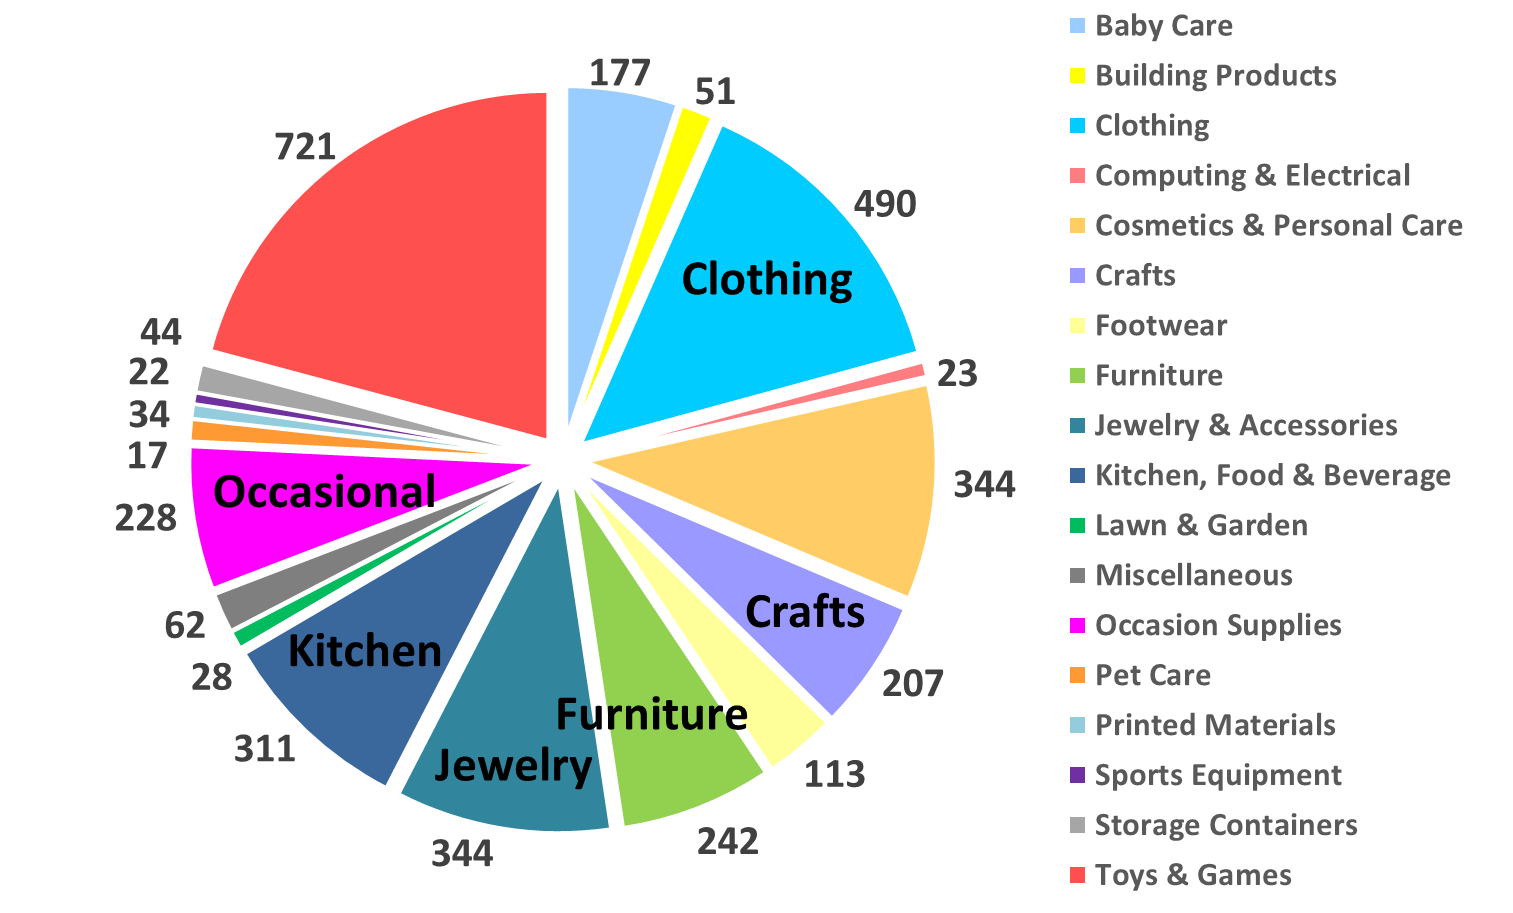 177
51
721
490
Clothing
44
22
23
34
17
Occasional
344
228
Crafts
62
Kitchen
28
207
Furniture
311
Jewelry
113
242
344
Baby Care
Building Products
Clothing
Computing & Electrical
Cosmetics & Personal Care
Crafts
Footwear
Furniture
Jewelry & Accessories
Kitchen, Food & Beverage
Lawn & Garden
Miscellaneous
Occasion Supplies
Pet Care
Printed Materials
Sports Equipment
Storage Containers
Toys & Games